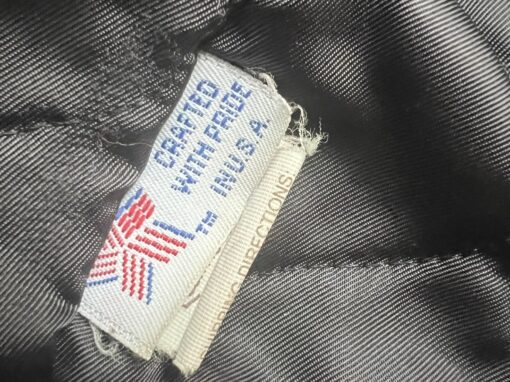 CRAFTED
WITH PRIDE
IN U.S.A.
TM
DIRECTIONS